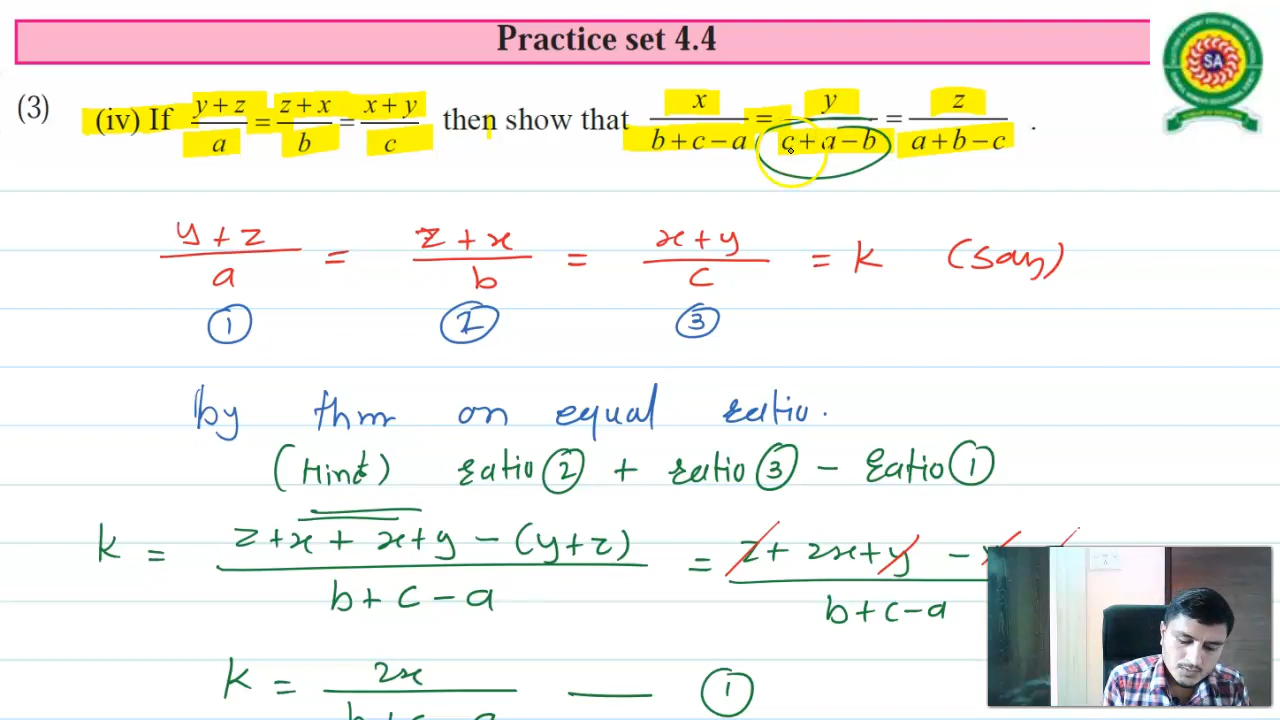 Practice set 4.4
SA
(3) (iv) If y+z/a = z+x/b = x+y/c then show that x/b+c−a = y/c+a−b = z/a+b−c .
y+z/a = z+x/b = x+y/c = k (say)
① ② ③
by thm on equal ratio.
(Hint) ratio ② + ratio ③ − ratio ①
k = z+x+x+y−(y+z)/b+c−a = z+2x+y −/b+c−a
k = 2x/b+c−a —— ①